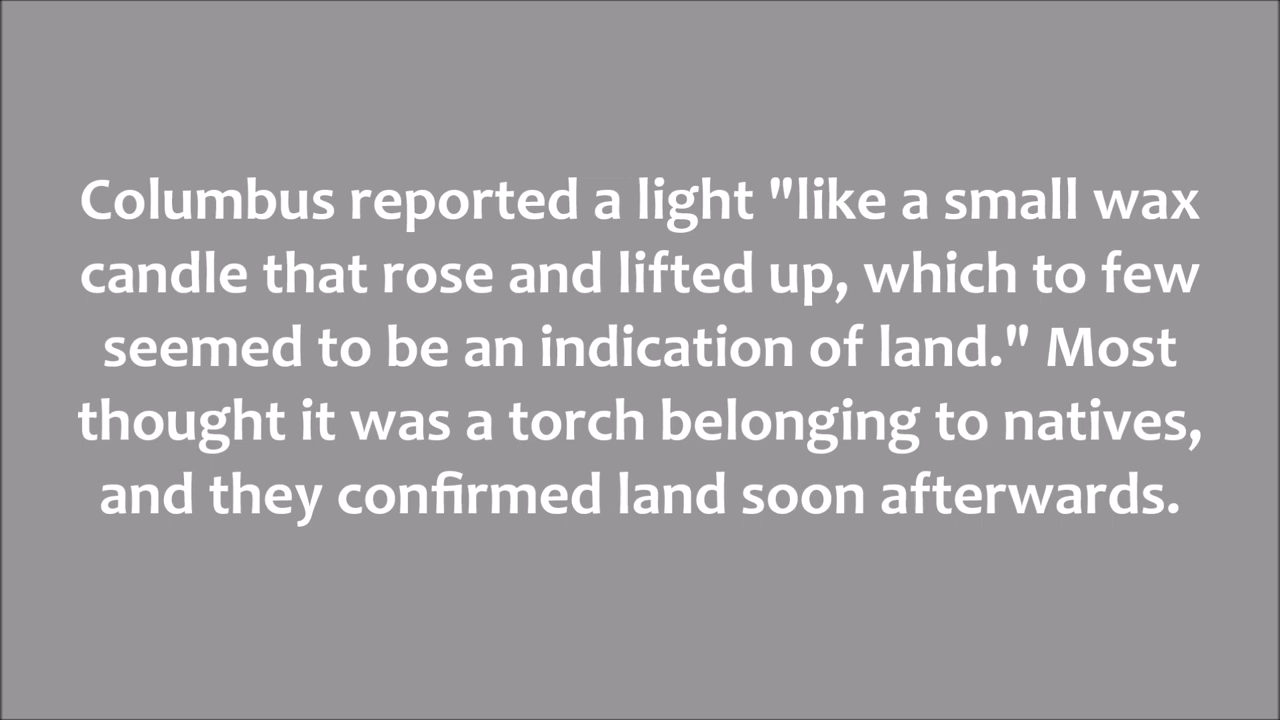 Columbus reported a light "like a small wax
candle that rose and lifted up, which to few
seemed to be an indication of land." Most
thought it was a torch belonging to natives,
and they confirmed land soon afterwards.